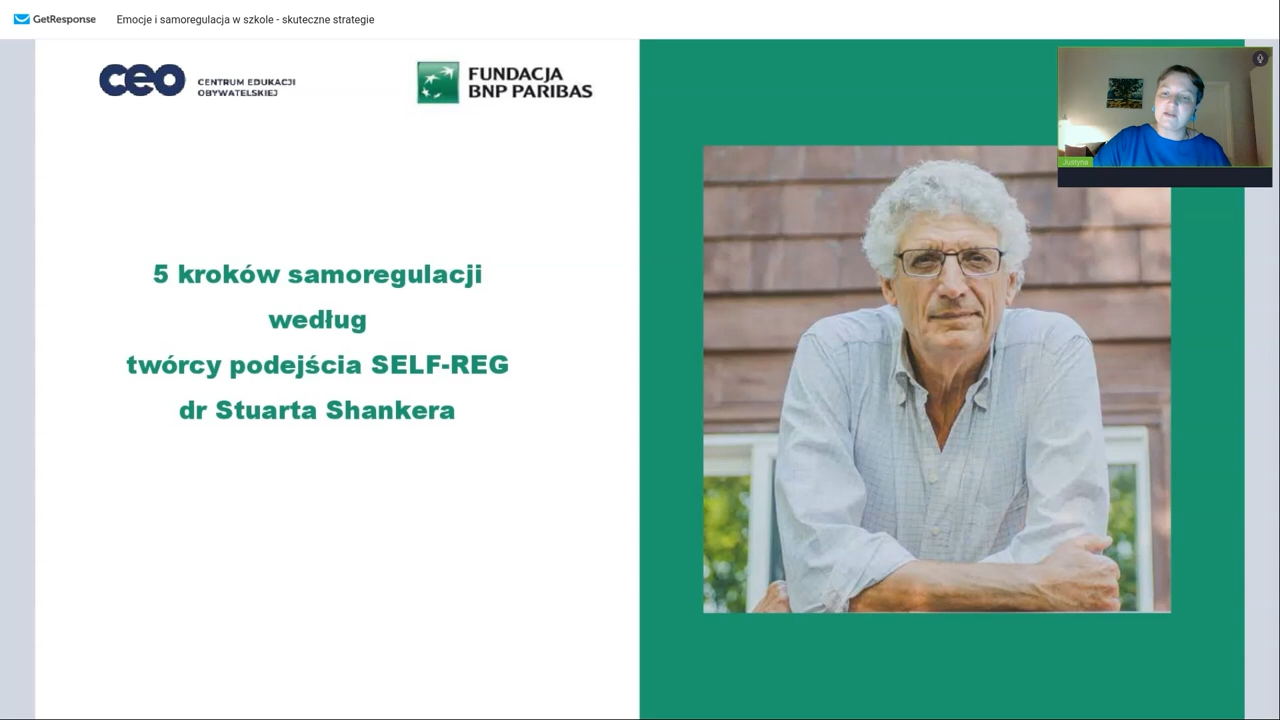 GetResponse
Emocje i samoregulacja w szkole - skuteczne strategie
ceo
CENTRUM EDUKACJI
OBYWATELSKIEJ
FUNDACJA
BNP PARIBAS
5 kroków samoregulacji
według
twórcy podejścia SELF-REG
dr Stuarta Shankera
Justyna